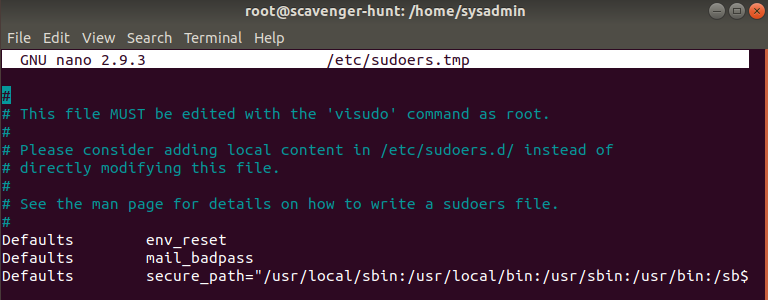 root@scavenger-hunt: /home/sysadmin
File Edit View Search Terminal Help
GNU nano 2.9.3 /etc/sudoers.tmp
#
# This file MUST be edited with the 'visudo' command as root.
#
# Please consider adding local content in /etc/sudoers.d/ instead of
# directly modifying this file.
#
# See the man page for details on how to write a sudoers file.
#
Defaults env_reset
Defaults mail_badpass
Defaults secure_path="/usr/local/sbin:/usr/local/bin:/usr/sbin:/usr/bin:/sb$